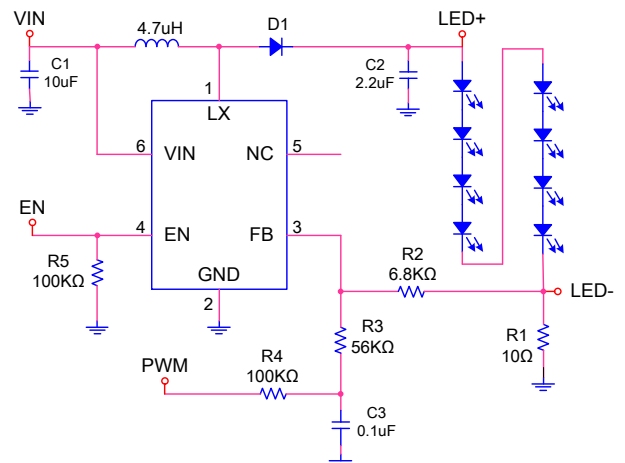 VIN
4.7uH
D1
LED+
C1
10uF
C2
2.2uF
1
LX
6
VIN
NC
5
EN
4
EN
FB
3
R5
100KΩ
GND
2
R2
6.8KΩ
LED-
R3
56KΩ
R1
10Ω
PWM
R4
100KΩ
C3
0.1uF